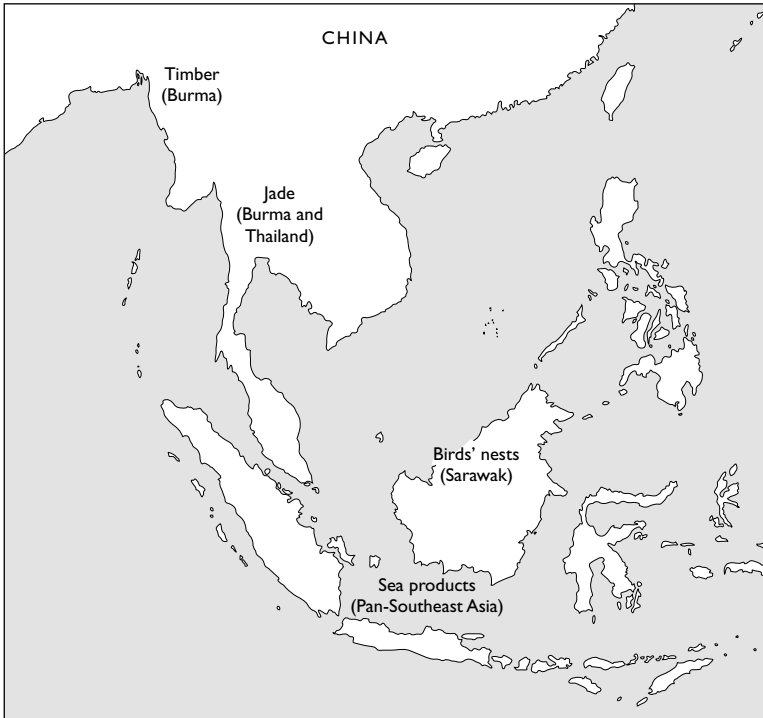 CHINA
Timber
(Burma)
Jade
(Burma and
Thailand)
Birds’ nests
(Sarawak)
Sea products
(Pan-Southeast Asia)